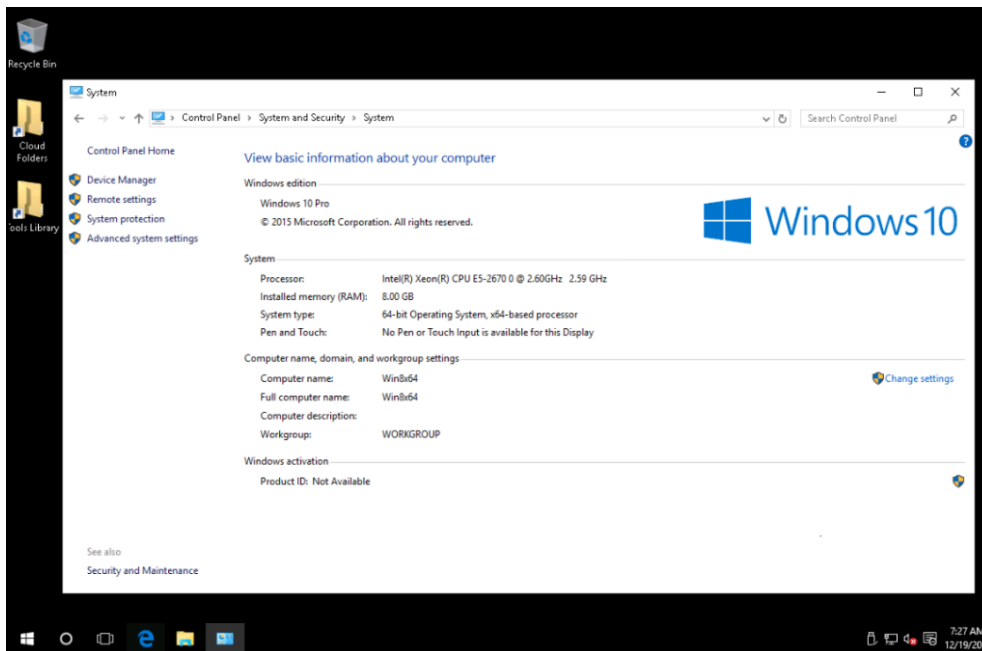 Recycle Bin
Cloud
Folders
Tools Library
System
Control Panel > System and Security > System
Search Control Panel
?
Control Panel Home
Device Manager
Remote settings
System protection
Advanced system settings
View basic information about your computer
Windows edition
Windows 10 Pro
© 2015 Microsoft Corporation. All rights reserved.
Windows 10
System
Processor: Intel(R) Xeon(R) CPU E5-2670 0 @ 2.60GHz 2.59 GHz
Installed memory (RAM): 8.00 GB
System type: 64-bit Operating System, x64-based processor
Pen and Touch: No Pen or Touch Input is available for this Display
Computer name, domain, and workgroup settings
Computer name: Win8x64
Change settings
Full computer name: Win8x64
Computer description:
Workgroup: WORKGROUP
Windows activation
Product ID: Not Available
See also
Security and Maintenance
7:27 AM
12/19/20